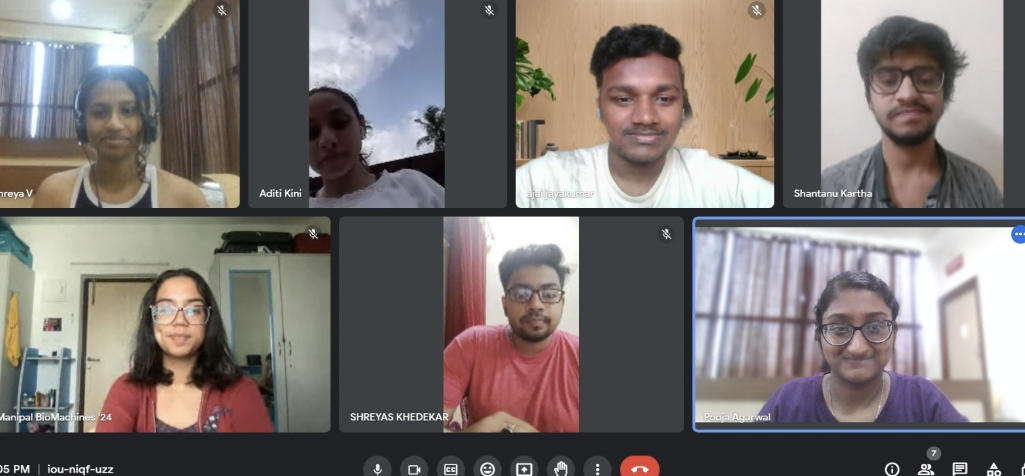 hreya V
Aditi Kini
ajai jayakumar
Shantanu Kartha
Manipal BioMachines '24
SHREYAS KHEDEKAR
Pooja Agarwal
05 PM | iou-niqf-uzz
CC
7